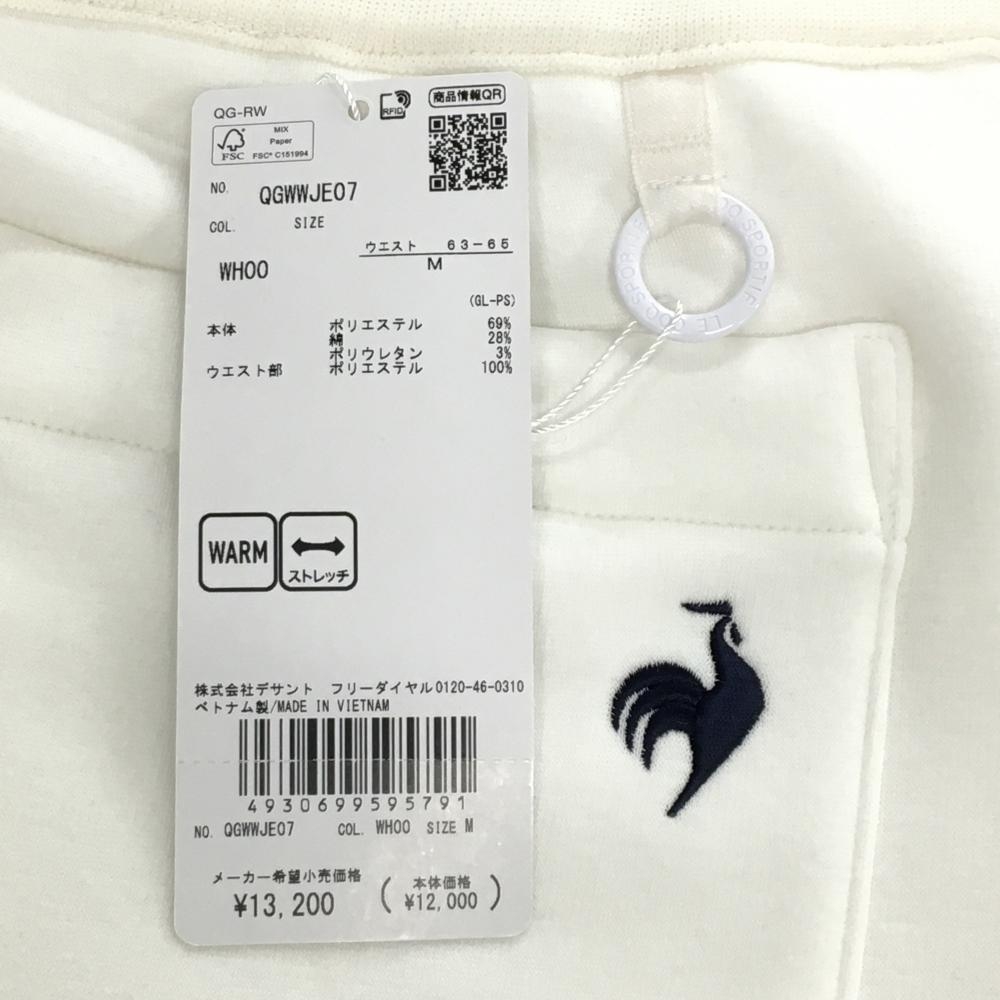 QG-RW
RFID
商品情報QR
FSC
MIX
Paper
FSC® C151994
NO. QGWWJE07
COL. SIZE
ウエスト 63-65
WH00 M
(GL-PS)
本体 ポリエステル 69%
綿 28%
ポリウレタン 3%
ウエスト部 ポリエステル 100%
WARM
ストレッチ
株式会社デサント フリーダイヤル0120-46-0310
ベトナム製/MADE IN VIETNAM
4930699595791
NO. QGWWJE07 COL. WH00 SIZE M
メーカー希望小売価格
¥13,200
(本体価格
¥12,000)
LE COQ SPORTIF